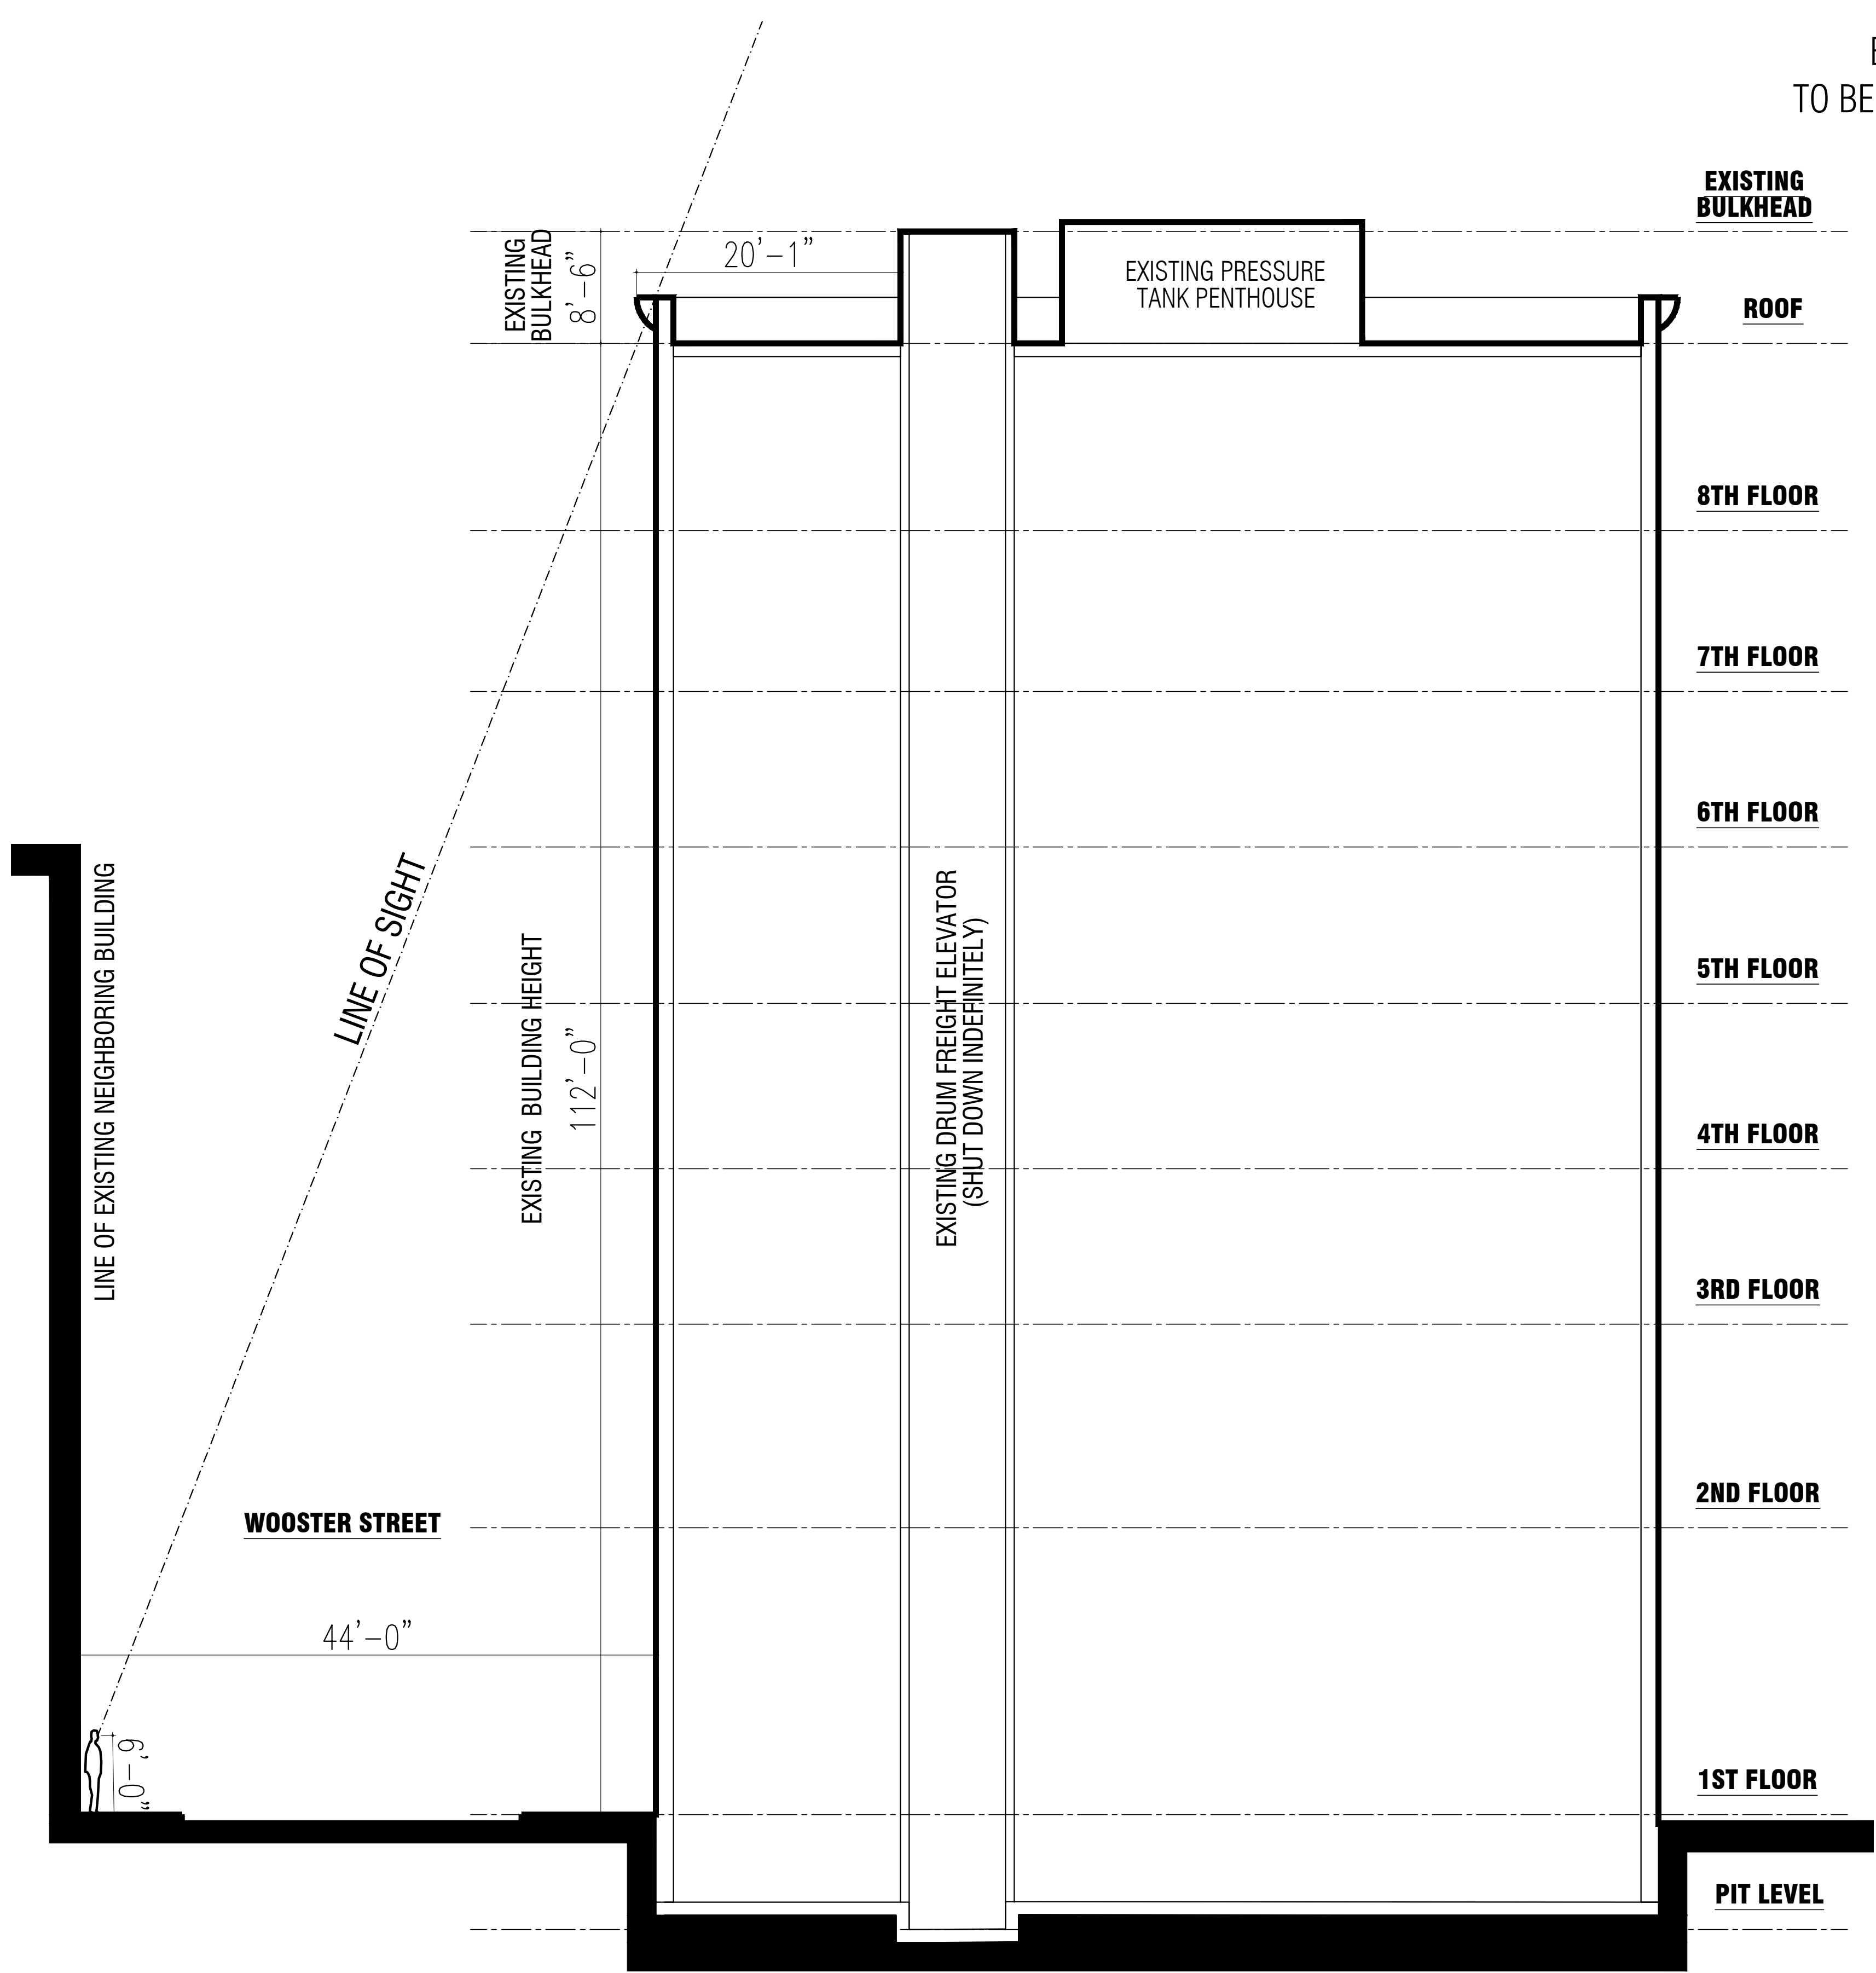 E
TO BE
EXISTING
BULKHEAD
EXISTING
BULKHEAD
8'-6"
20'-1"
EXISTING PRESSURE
TANK PENTHOUSE
ROOF
8TH FLOOR
7TH FLOOR
6TH FLOOR
LINE OF EXISTING NEIGHBORING BUILDING
LINE OF SIGHT
EXISTING BUILDING HEIGHT
112'-0"
EXISTING DRUM FREIGHT ELEVATOR
(SHUT DOWN INDEFINITELY)
5TH FLOOR
4TH FLOOR
3RD FLOOR
2ND FLOOR
WOOSTER STREET
44'-0"
6'-0"
1ST FLOOR
PIT LEVEL